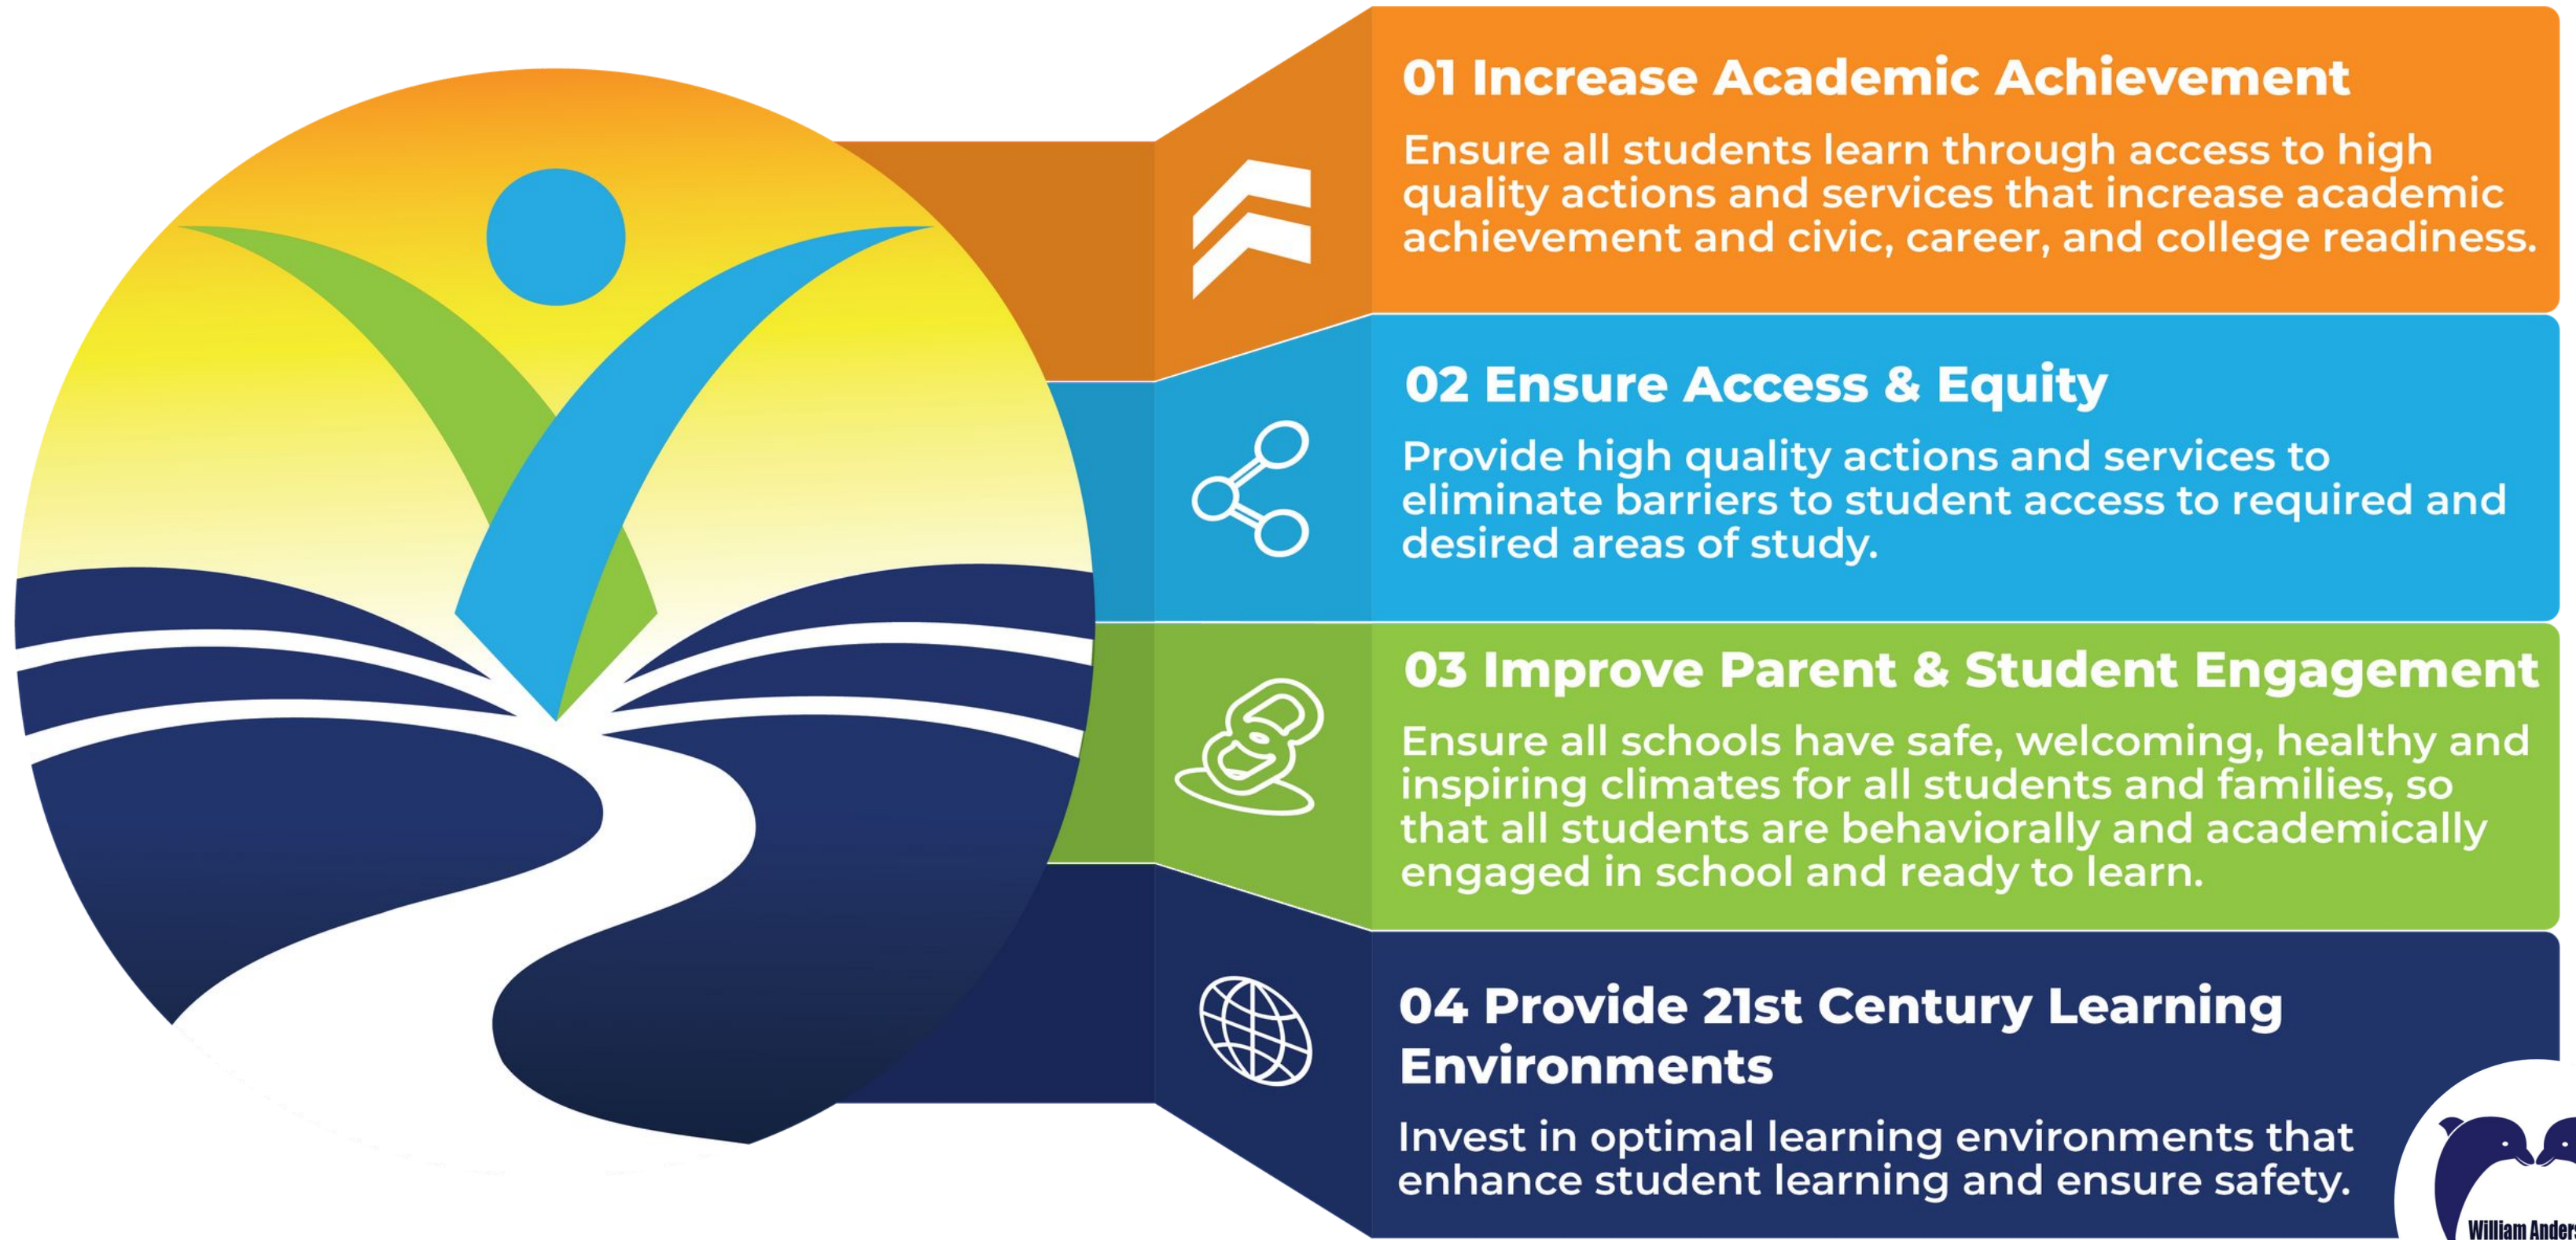 01 Increase Academic Achievement
Ensure all students learn through access to high
quality actions and services that increase academic
achievement and civic, career, and college readiness.
02 Ensure Access & Equity
Provide high quality actions and services to
eliminate barriers to student access to required and
desired areas of study.
03 Improve Parent & Student Engagement
Ensure all schools have safe, welcoming, healthy and
inspiring climates for all students and families, so
that all students are behaviorally and academically
engaged in school and ready to learn.
04 Provide 21st Century Learning
Environments
Invest in optimal learning environments that
enhance student learning and ensure safety.
William